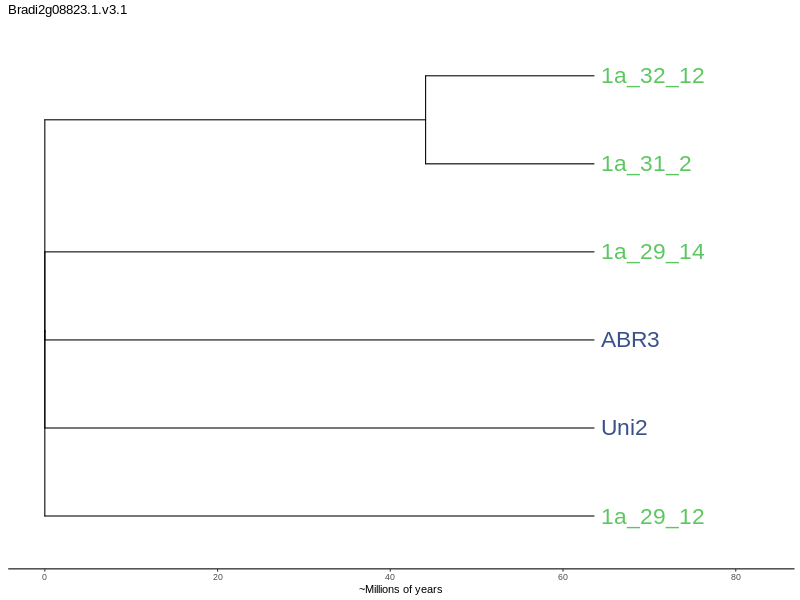 Bradi2g08823.1.v3.1
1a_32_12
1a_31_2
1a_29_14
ABR3
Uni2
1a_29_12
0 20 40 60 80
~Millions of years